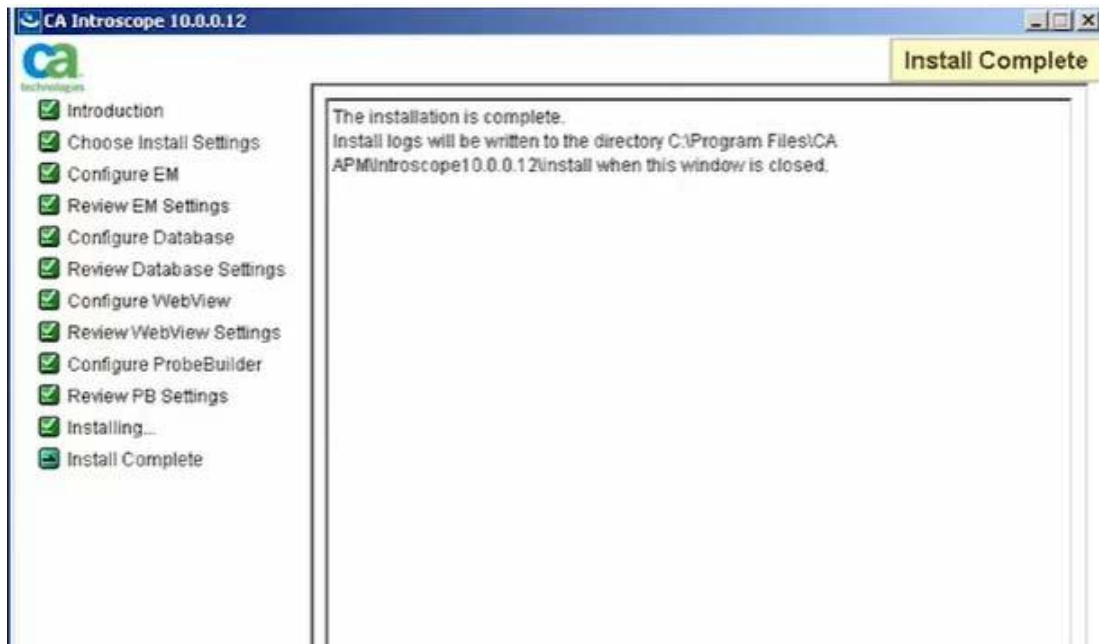 CA Introscope 10.0.0.12
ca
technologies
Install Complete
Introduction
Choose Install Settings
Configure EM
Review EM Settings
Configure Database
Review Database Settings
Configure WebView
Review WebView Settings
Configure ProbeBuilder
Review PB Settings
Installing...
Install Complete
The installation is complete.
Install logs will be written to the directory C:\Program Files\CA
APM\Introscope10.0.0.12\install when this window is closed.